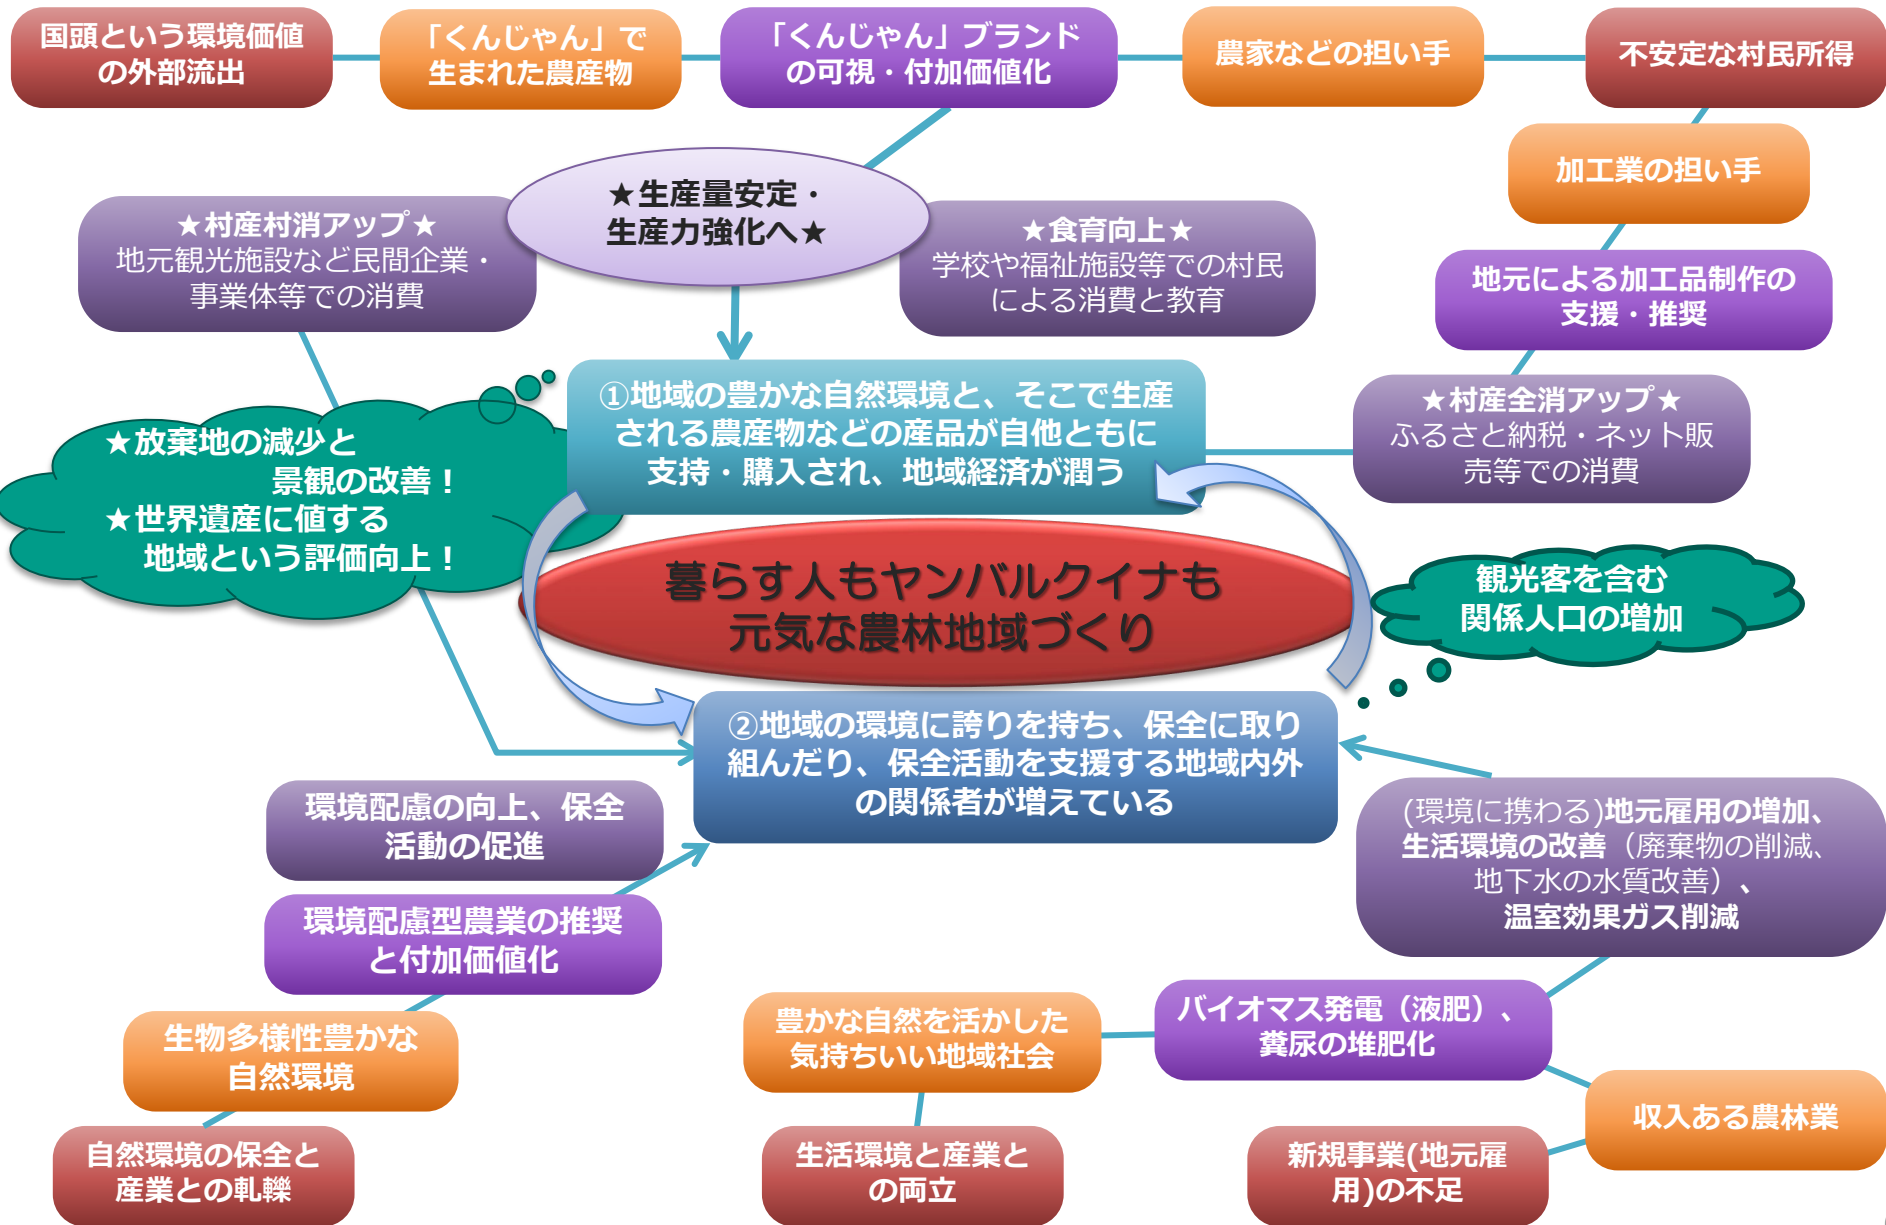 国頭という環境価値
の外部流出
「くんじゃん」で
生まれた農産物
「くんじゃん」ブランド
の可視・付加価値化
農家などの担い手
不安定な村民所得
加工業の担い手
★生産量安定・
生産力強化へ★
★村産村消アップ★
地元観光施設など民間企業・
事業体等での消費
★食育向上★
学校や福祉施設等での村民
による消費と教育
地元による加工品制作の
支援・推奨
①地域の豊かな自然環境と、そこで生産
される農産物などの産品が自他ともに
支持・購入され、地域経済が潤う
★村産全消アップ★
ふるさと納税・ネット販
売等での消費
★放棄地の減少と
景観の改善！
★世界遺産に値する
地域という評価向上！
暮らす人もヤンバルクイナも
元気な農林地域づくり
観光客を含む
関係人口の増加
②地域の環境に誇りを持ち、保全に取り
組んだり、保全活動を支援する地域内外
の関係者が増えている
環境配慮の向上、保全
活動の促進
(環境に携わる)地元雇用の増加、
生活環境の改善（廃棄物の削減、
地下水の水質改善）、
温室効果ガス削減
環境配慮型農業の推奨
と付加価値化
バイオマス発電（液肥）、
糞尿の堆肥化
豊かな自然を活かした
気持ちいい地域社会
生物多様性豊かな
自然環境
収入ある農林業
自然環境の保全と
産業との軋轢
生活環境と産業と
の両立
新規事業(地元雇
用)の不足